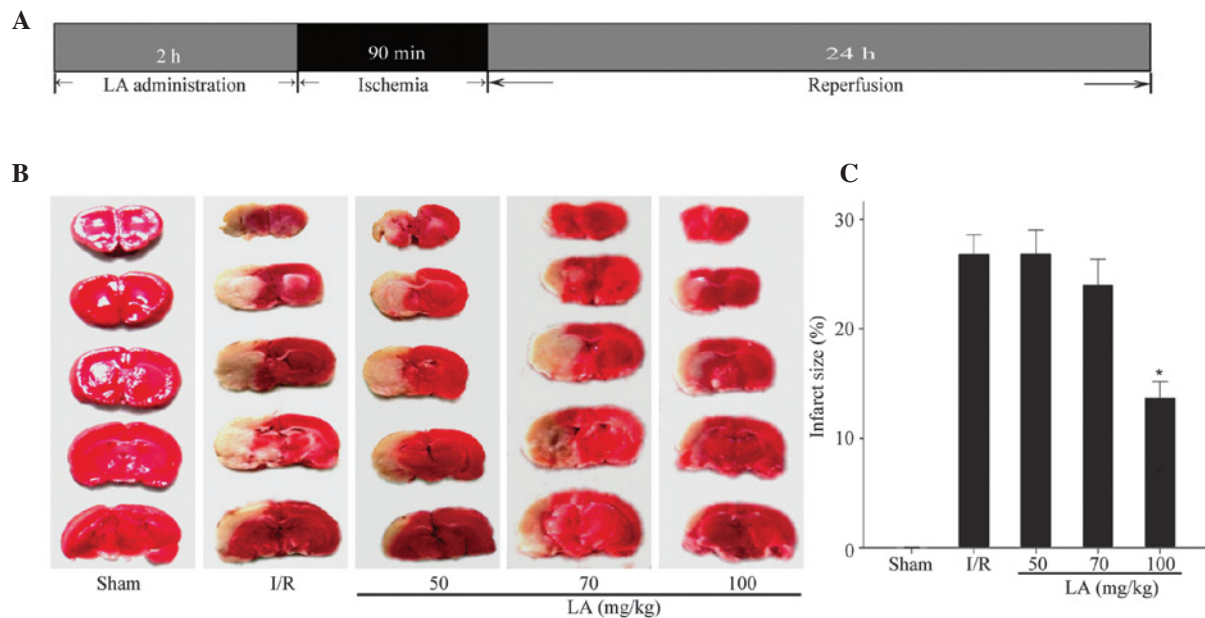 A
2 h
90 min
24 h
LA administration
Ischemia
Reperfusion
B
Sham
I/R
50
70
100
LA (mg/kg)
C
Infarct size (%)
30
20
10
0
Sham
I/R
50
70
100
LA (mg/kg)
*